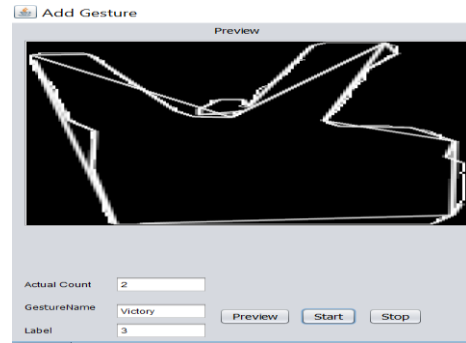 Add Gesture
Preview
Actual Count 2
GestureName Victory
Preview Start Stop
Label 3